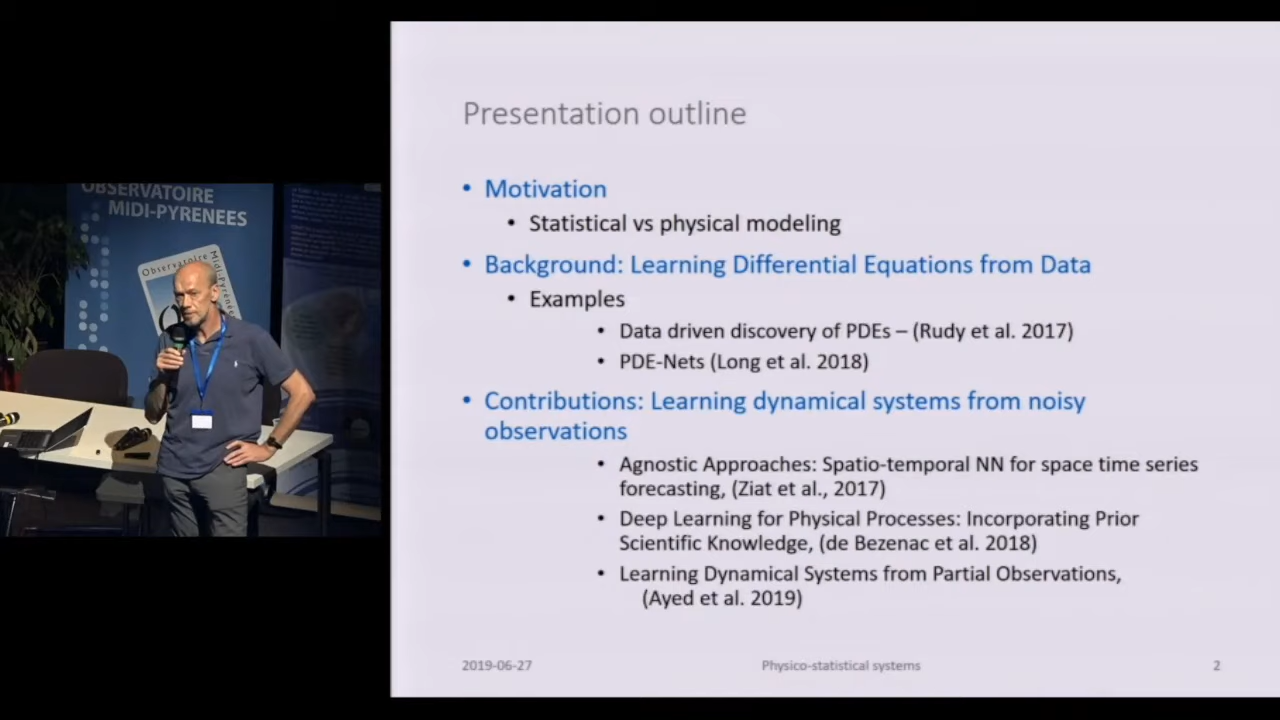 OBSERVATOIRE
MIDI-PYRENEES
Observatoire
Midi-Pyrénées
Presentation outline
• Motivation
• Statistical vs physical modeling
• Background: Learning Differential Equations from Data
• Examples
• Data driven discovery of PDEs – (Rudy et al. 2017)
• PDE-Nets (Long et al. 2018)
• Contributions: Learning dynamical systems from noisy
observations
• Agnostic Approaches: Spatio-temporal NN for space time series
forecasting, (Ziat et al., 2017)
• Deep Learning for Physical Processes: Incorporating Prior
Scientific Knowledge, (de Bezenac et al. 2018)
• Learning Dynamical Systems from Partial Observations,
(Ayed et al. 2019)
2019-06-27
Physico-statistical systems
2